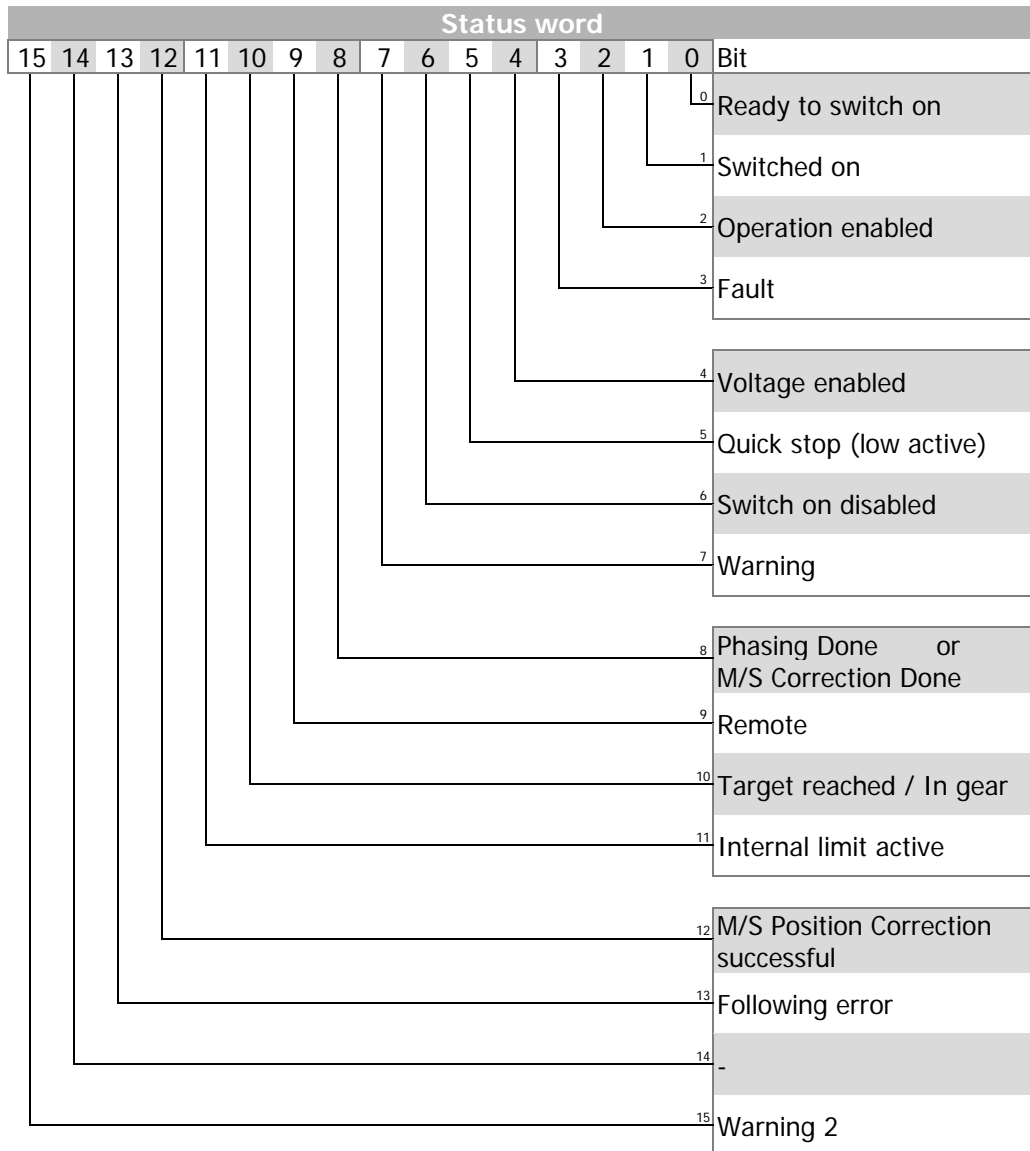 Status word
15 14 13 12 11 10 9 8 7 6 5 4 3 2 1 0 Bit
0 Ready to switch on
1 Switched on
2 Operation enabled
3 Fault
4 Voltage enabled
5 Quick stop (low active)
6 Switch on disabled
7 Warning
8 Phasing Done or
M/S Correction Done
9 Remote
10 Target reached / In gear
11 Internal limit active
12 M/S Position Correction
successful
13 Following error
14 -
15 Warning 2